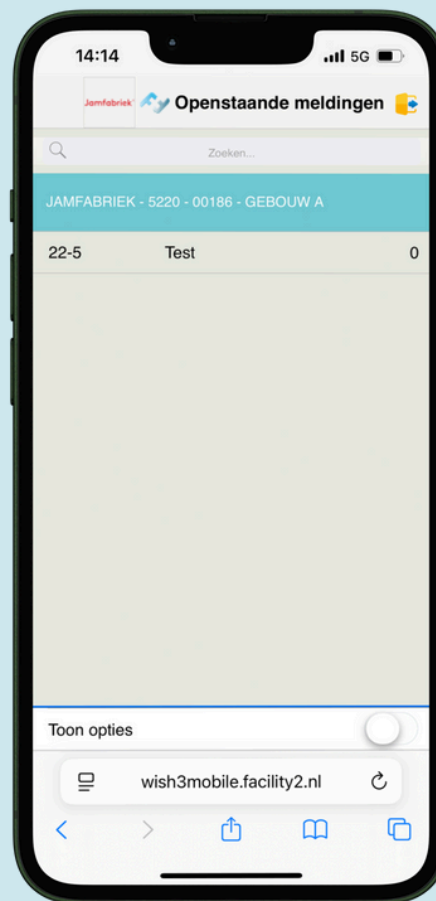 14:14 5G
Jamfabriek Openstaande meldingen
Zoeken...
JAMFABRIEK - 5220 - 00186 - GEBOUW A
22-5 Test 0
Toon opties
wish3mobile.facility2.nl